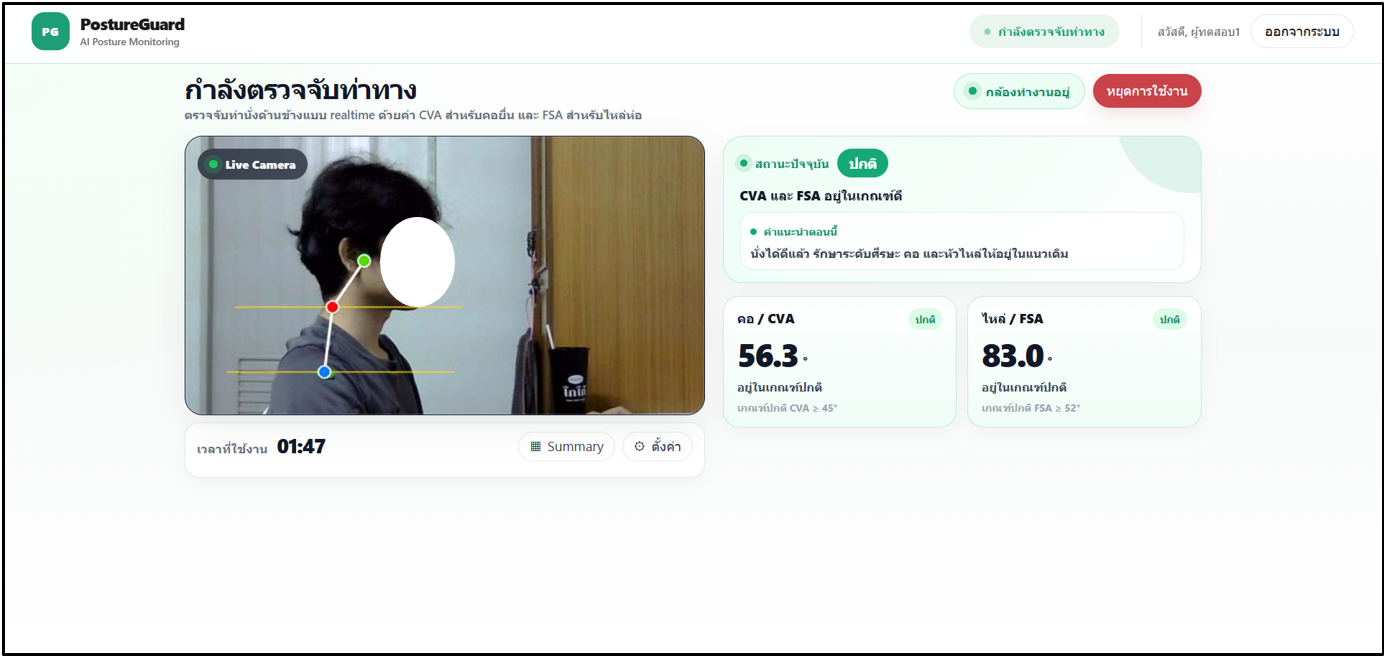 PG
PostureGuard
AI Posture Monitoring
กำลังตรวจจับท่าทาง
สวัสดี, ผู้ทดสอบ1
ออกจากระบบ
กำลังตรวจจับท่าทาง
ตรวจจับท่านั่งด้านข้างแบบ realtime ด้วยค่า CVA สำหรับคอยื่น และ FSA สำหรับไหล่ห่อ
กล้องทำงานอยู่
หยุดการใช้งาน
Live Camera
โกโก้
เวลาที่ใช้งาน 01:47
▦ Summary
⚙ ตั้งค่า
สถานะปัจจุบัน ปกติ
CVA และ FSA อยู่ในเกณฑ์ดี
คำแนะนำตอนนี้
นั่งได้ดีแล้ว รักษาระดับศีรษะ คอ และหัวไหล่ให้อยู่ในแนวเดิม
คอ / CVA
ปกติ
56.3 °
อยู่ในเกณฑ์ปกติ
เกณฑ์ปกติ CVA ≥ 45°
ไหล่ / FSA
ปกติ
83.0 °
อยู่ในเกณฑ์ปกติ
เกณฑ์ปกติ FSA ≥ 52°